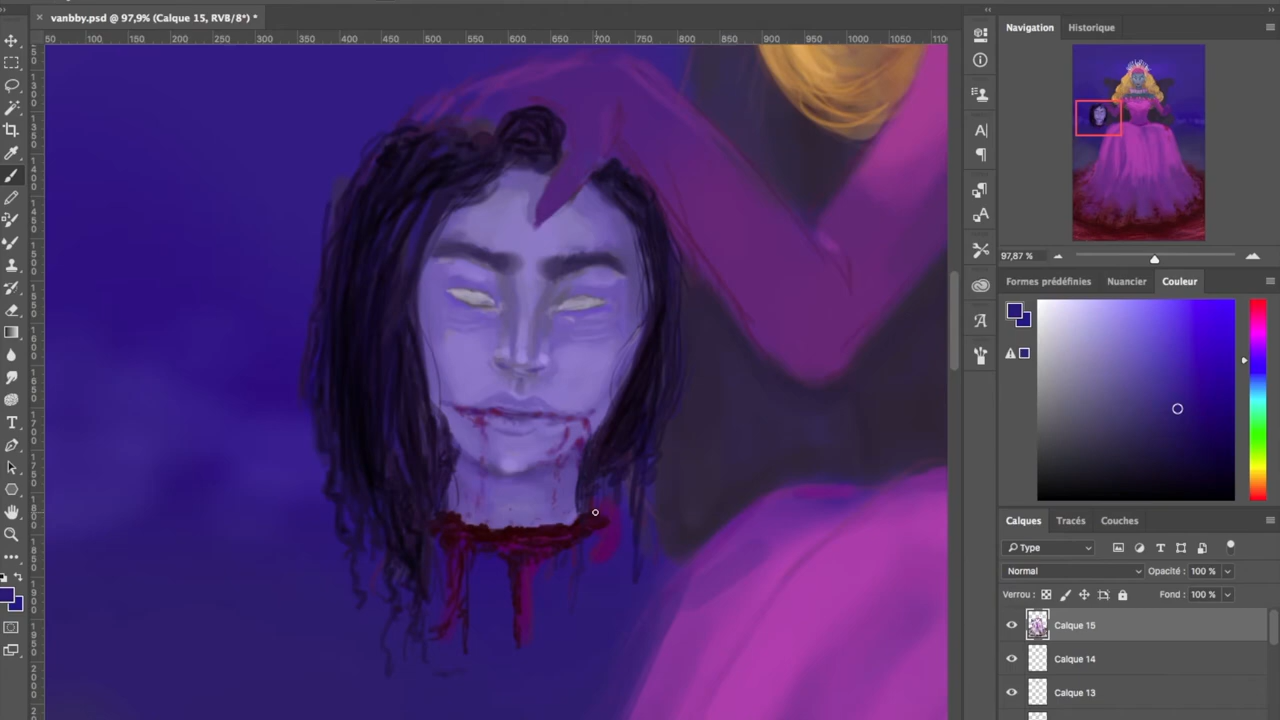 vanbby.psd @ 97,9% (Calque 15, RVB/8*) *
50 100 150 200 250 300 350 400 450 500 550 600 650 700 750 800 850 900 950 1000 1050 110
Navigation Historique
97,87 %
Formes prédéfinies Nuancier Couleur
Calques Tracés Couches
Type
Normal Opacité : 100 %
Verrou : Fond : 100 %
Calque 15
Calque 14
Calque 13